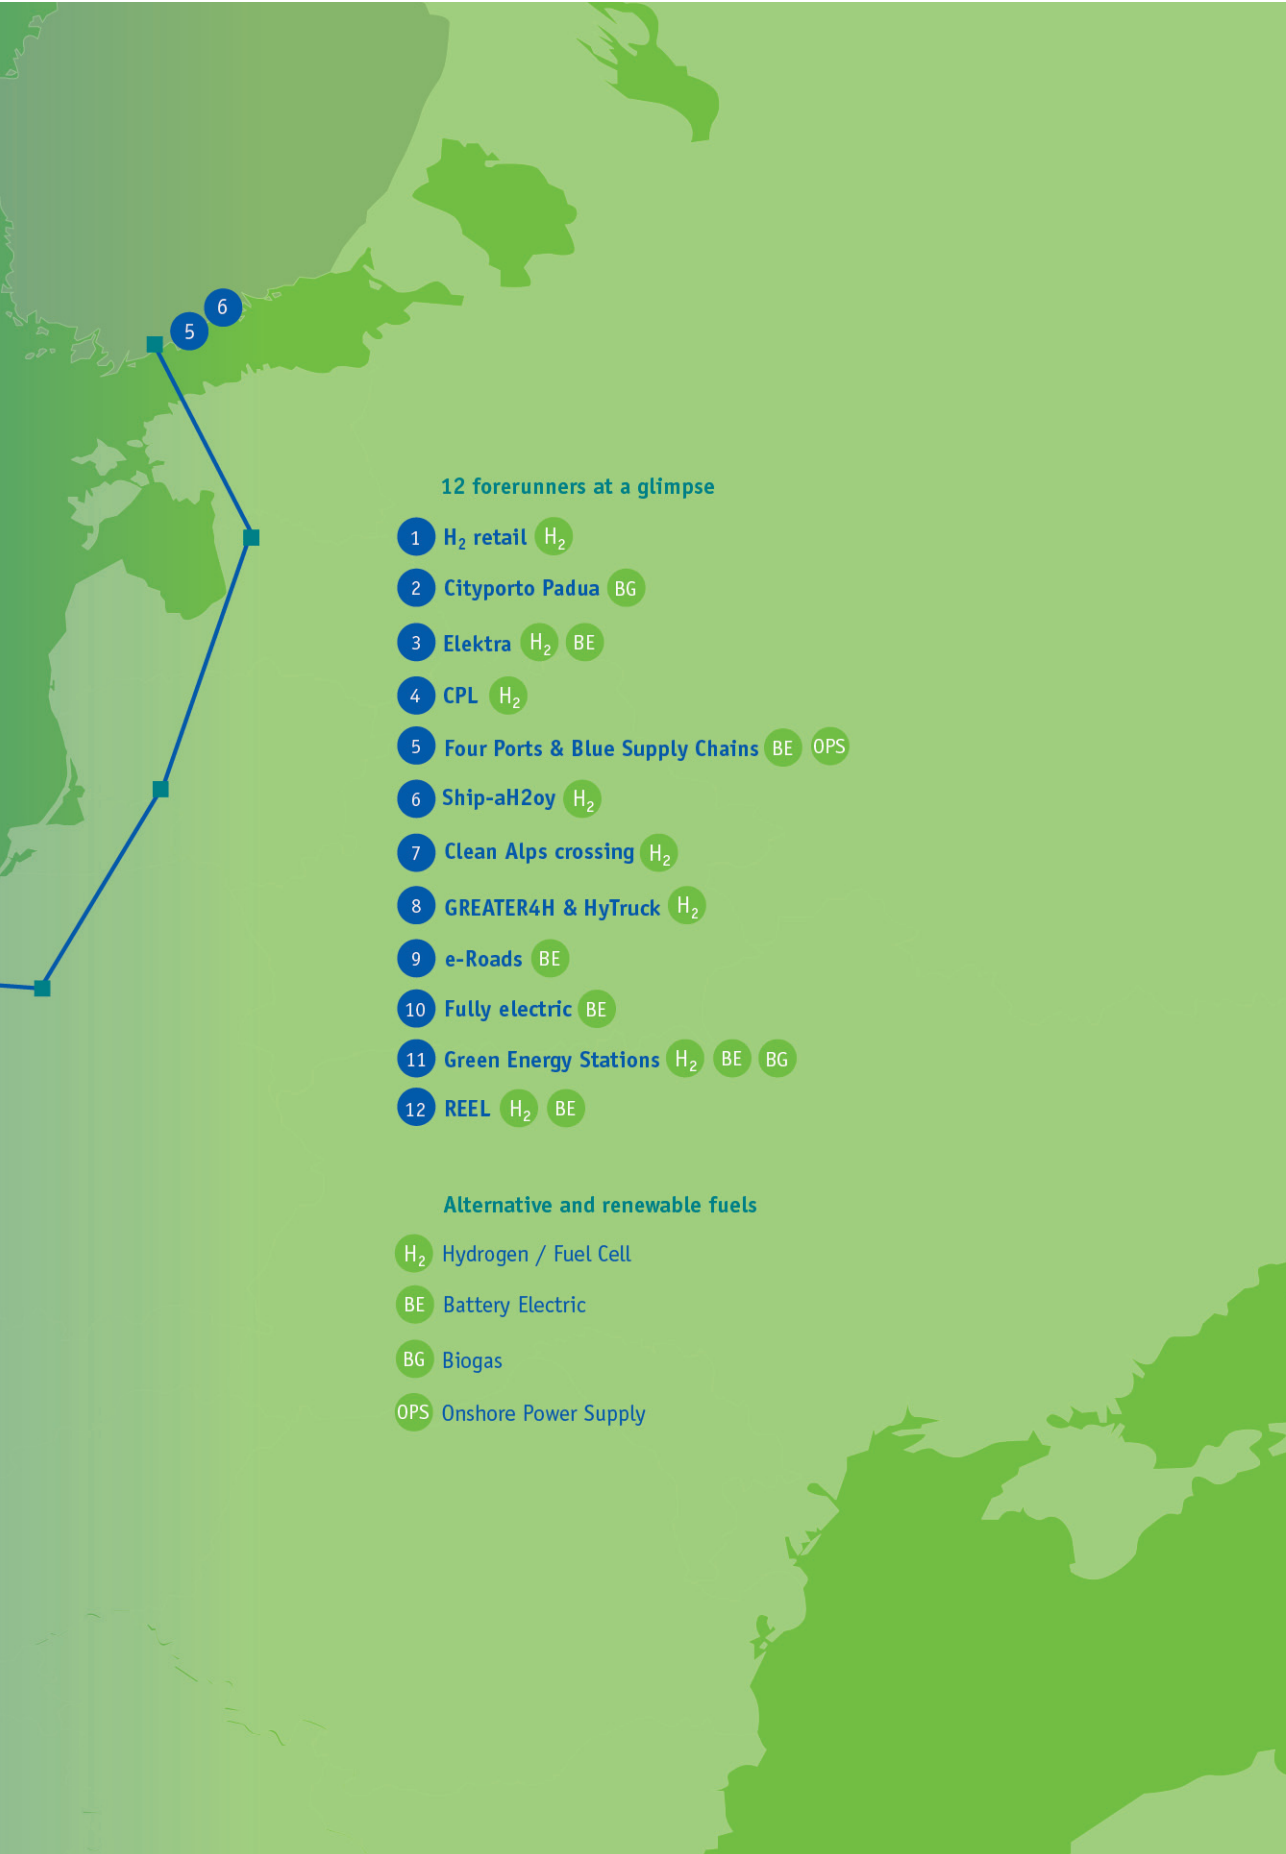 6
5
12 forerunners at a glimpse
1 H₂ retail H₂
2 Cityporto Padua BG
3 Elektra H₂ BE
4 CPL H₂
5 Four Ports & Blue Supply Chains BE OPS
6 Ship-aH2oy H₂
7 Clean Alps crossing H₂
8 GREATER4H & HyTruck H₂
9 e-Roads BE
10 Fully electric BE
11 Green Energy Stations H₂ BE BG
12 REEL H₂ BE
Alternative and renewable fuels
H₂ Hydrogen / Fuel Cell
BE Battery Electric
BG Biogas
OPS Onshore Power Supply